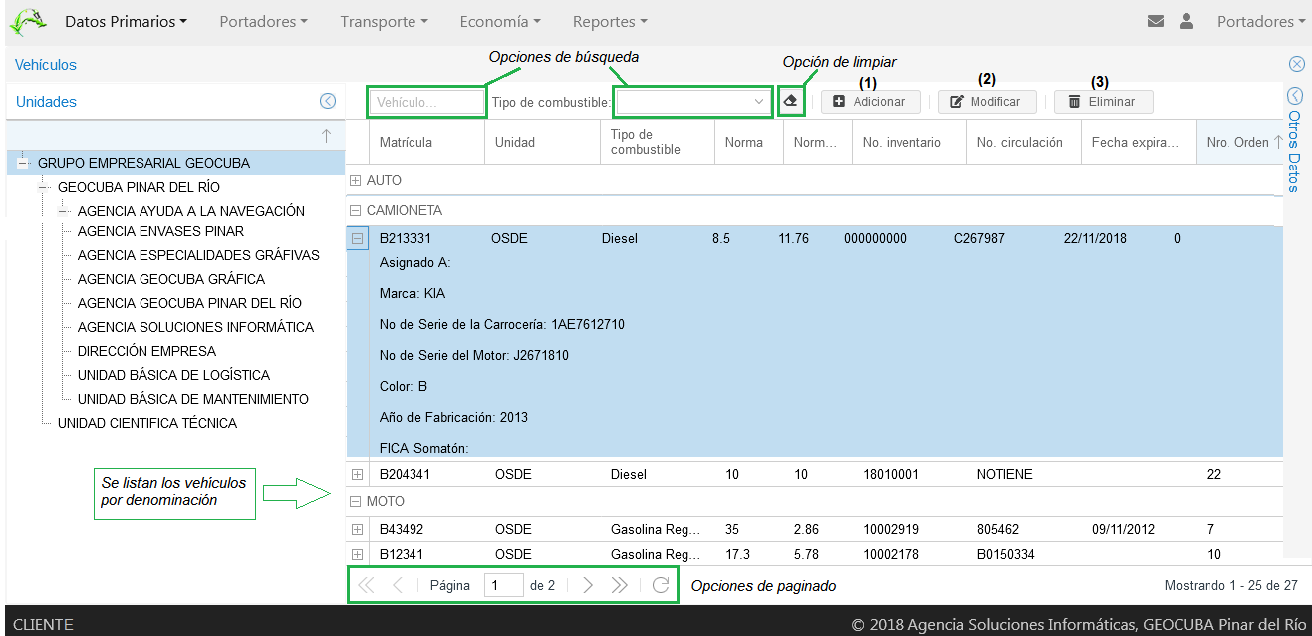 Datos Primarios Portadores Transporte Economía Reportes Portadores
Vehículos
Opciones de búsqueda
Opción de limpiar
(1) (2) (3)
Unidades
Vehículo... Tipo de combustible: Adicionar Modificar Eliminar
Otros Datos
Matrícula Unidad Tipo de combustible Norma Norm... No. inventario No. circulación Fecha expira... Nro. Orden
GRUPO EMPRESARIAL GEOCUBA
GEOCUBA PINAR DEL RÍO
AGENCIA AYUDA A LA NAVEGACIÓN
AGENCIA ENVASES PINAR
AGENCIA ESPECIALIDADES GRÁFIVAS
AGENCIA GEOCUBA GRÁFICA
AGENCIA GEOCUBA PINAR DEL RÍO
AGENCIA SOLUCIONES INFORMÁTICA
DIRECCIÓN EMPRESA
UNIDAD BÁSICA DE LOGÍSTICA
UNIDAD BÁSICA DE MANTENIMIENTO
UNIDAD CIENTIFICA TÉCNICA
Se listan los vehículos
por denominación
AUTO
CAMIONETA
B213331 OSDE Diesel 8.5 11.76 000000000 C267987 22/11/2018 0
Asignado A:
Marca: KIA
No de Serie de la Carrocería: 1AE7612710
No de Serie del Motor: J2671810
Color: B
Año de Fabricación: 2013
FICA Somatón:
B204341 OSDE Diesel 10 10 18010001 NOTIENE 22
MOTO
B43492 OSDE Gasolina Reg... 35 2.86 10002919 805462 09/11/2012 7
B12341 OSDE Gasolina Reg... 17.3 5.78 10002178 B0150334 10
Página 1 de 2 Opciones de paginado Mostrando 1 - 25 de 27
CLIENTE © 2018 Agencia Soluciones Informáticas, GEOCUBA Pinar del Río